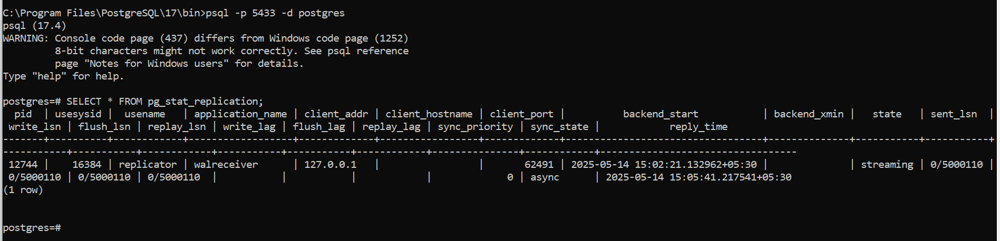 C:\Program Files\PostgreSQL\17\bin>psql -p 5433 -d postgres
psql (17.4)
WARNING: Console code page (437) differs from Windows code page (1252)
         8-bit characters might not work correctly. See psql reference
         page "Notes for Windows users" for details.
Type "help" for help.

postgres=# SELECT * FROM pg_stat_replication;
  pid  | usesysid |  usename   | application_name | client_addr | client_hostname | client_port |          backend_start           | backend_xmin |   state   | sent_lsn  |
 write_lsn | flush_lsn | replay_lsn | write_lag | flush_lag | replay_lag | sync_priority | sync_state |            reply_time
-------+----------+------------+------------------+-------------+-----------------+-------------+----------------------------------+--------------+-----------+-----------+
-----------+-----------+------------+-----------+-----------+------------+---------------+------------+----------------------------------
 12744 |    16384 | replicator | walreceiver      | 127.0.0.1   |                 |       62491 | 2025-05-14 15:02:21.132962+05:30 |              | streaming | 0/5000110 |
 0/5000110 | 0/5000110 | 0/5000110  |           |           |            |             0 | async      | 2025-05-14 15:05:41.217541+05:30
(1 row)

postgres=#